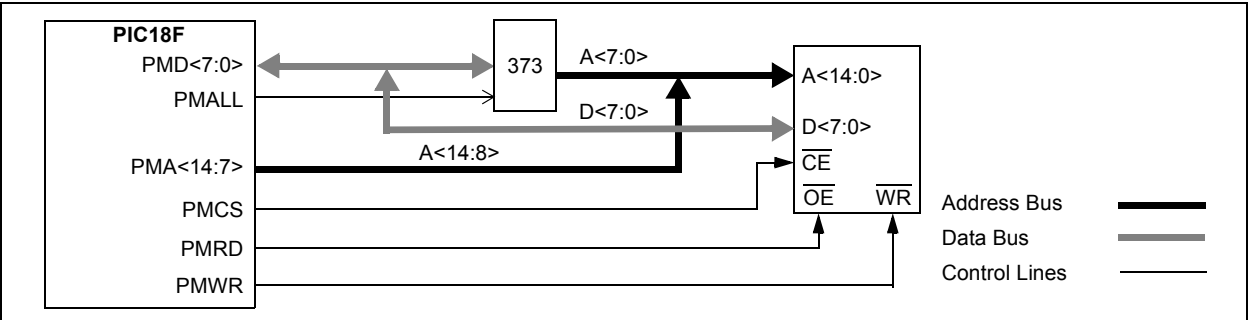 PIC18F
PMD<7:0>
PMALL
PMA<14:7>
PMCS
PMRD
PMWR
373
A<7:0>
D<7:0>
A<14:8>
A<14:0>
D<7:0>
CE
OE WR
Address Bus
Data Bus
Control Lines